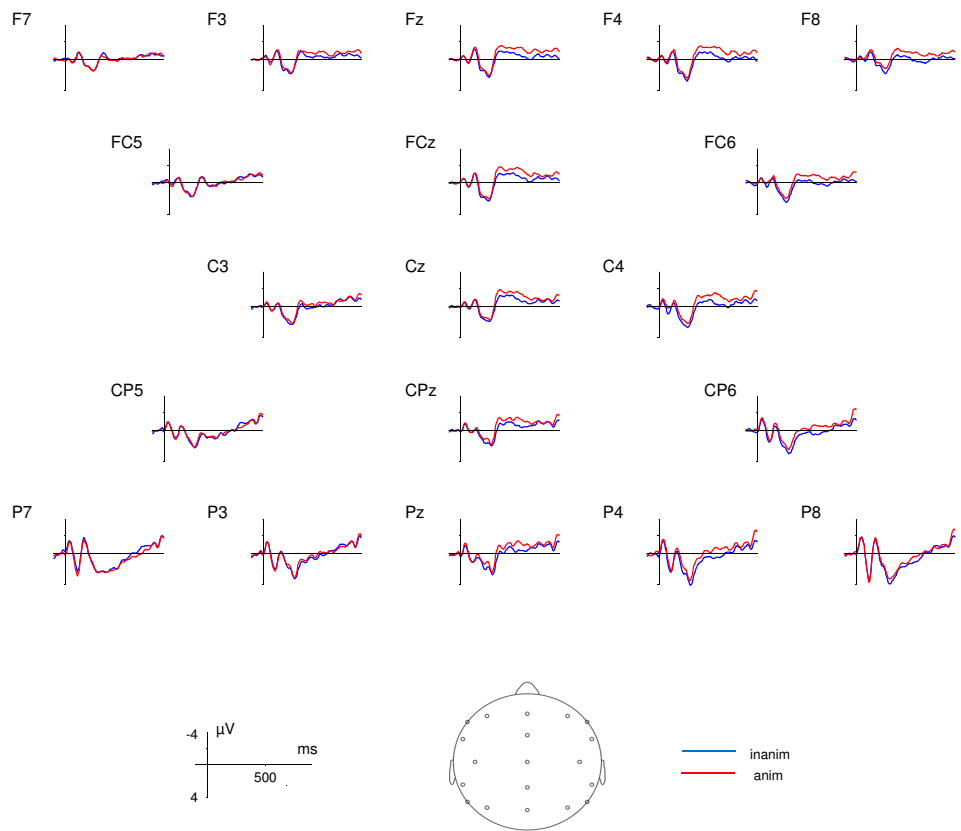 F7 F3 Fz F4 F8
FC5 FCz FC6
C3 Cz C4
CP5 CPz CP6
P7 P3 Pz P4 P8
-4 µV
ms
500
4
inanim
anim